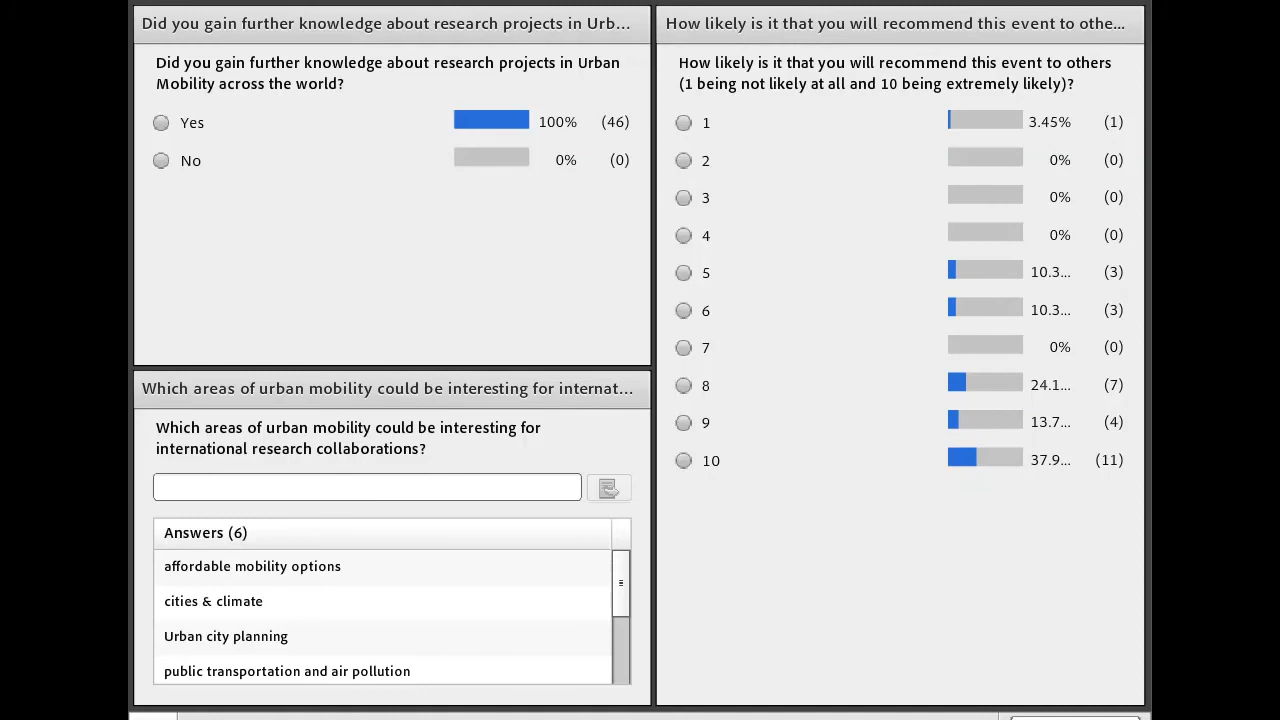 Did you gain further knowledge about research projects in Urb...
Did you gain further knowledge about research projects in Urban
Mobility across the world?
Yes 100% (46)
No 0% (0)
Which areas of urban mobility could be interesting for internat...
Which areas of urban mobility could be interesting for
international research collaborations?
Answers (6)
affordable mobility options
cities & climate
Urban city planning
public transportation and air pollution
How likely is it that you will recommend this event to othe...
How likely is it that you will recommend this event to others
(1 being not likely at all and 10 being extremely likely)?
1 3.45% (1)
2 0% (0)
3 0% (0)
4 0% (0)
5 10.3... (3)
6 10.3... (3)
7 0% (0)
8 24.1... (7)
9 13.7... (4)
10 37.9... (11)